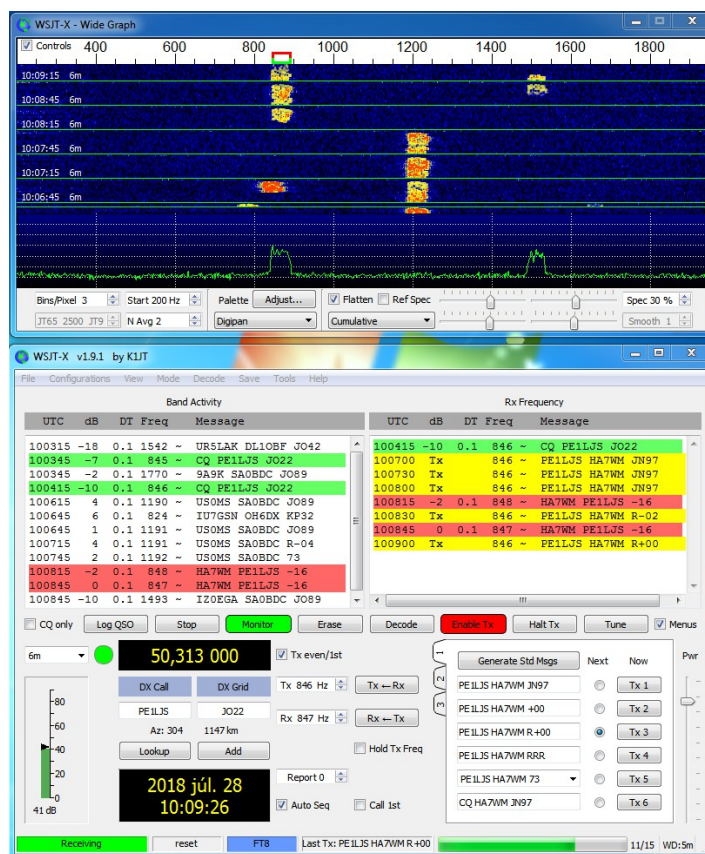 WSJT-X - Wide Graph
Controls 400 600 800 1000 1200 1400 1600 1800
10:09:15 6m
10:08:45 6m
10:08:15 6m
10:07:45 6m
10:07:15 6m
10:06:45 6m
Bins/Pixel 3 Start 200 Hz Palette Adjust... Flatten Ref Spec Spec 30 %
JT65 2500 JT9 N Avg 2 Digipan Cumulative Smooth 1
WSJT-X v1.9.1 by K1JT
File Configurations View Mode Decode Save Tools Help
Band Activity
UTC dB DT Freq Message
100315 -18 0.1 1542 ~ UR5LAK DL1OBF JO42
100345 -7 0.1 845 ~ CQ PE1LJS JO22
100345 -2 0.1 1770 ~ 9A9K SA0BDC JO89
100415 -10 0.1 846 ~ CQ PE1LJS JO22
100615 4 0.1 1190 ~ US0MS SA0BDC JO89
100645 6 0.1 824 ~ IU7GSN OH6DX KP32
100645 1 0.1 1191 ~ US0MS SA0BDC JO89
100715 4 0.1 1191 ~ US0MS SA0BDC R-04
100745 2 0.1 1192 ~ US0MS SA0BDC 73
100815 -2 0.1 848 ~ HA7WM PE1LJS -16
100845 0 0.1 847 ~ HA7WM PE1LJS -16
100845 -10 0.1 1493 ~ IZ0EGA SA0BDC JO89
Rx Frequency
UTC dB DT Freq Message
100415 -10 0.1 846 ~ CQ PE1LJS JO22
100700 Tx 846 ~ PE1LJS HA7WM JN97
100730 Tx 846 ~ PE1LJS HA7WM JN97
100800 Tx 846 ~ PE1LJS HA7WM JN97
100815 -2 0.1 848 ~ HA7WM PE1LJS -16
100830 Tx 846 ~ PE1LJS HA7WM R-02
100845 0 0.1 847 ~ HA7WM PE1LJS -16
100900 Tx 846 ~ PE1LJS HA7WM R+00
CQ only Log QSO Stop Monitor Erase Decode Enable Tx Halt Tx Tune Menus
6m
50,313 000
DX Call DX Grid
PE1LJS JO22
Az: 304 1147 km
Lookup Add
2018 júl. 28
10:09:26
-80
-60
-40
-20
-0
41 dB
Tx even/1st
Tx 846 Hz Tx ← Rx
Rx 847 Hz Rx ← Tx
Hold Tx Freq
Report 0
Auto Seq Call 1st
1
2
3
Generate Std Msgs Next Now Pwr
PE1LJS HA7WM JN97 Tx 1
PE1LJS HA7WM +00 Tx 2
PE1LJS HA7WM R+00 Tx 3
PE1LJS HA7WM RRR Tx 4
PE1LJS HA7WM 73 Tx 5
CQ HA7WM JN97 Tx 6
Receiving reset FT8 Last Tx: PE1LJS HA7WM R+00 11/15 WD:5m